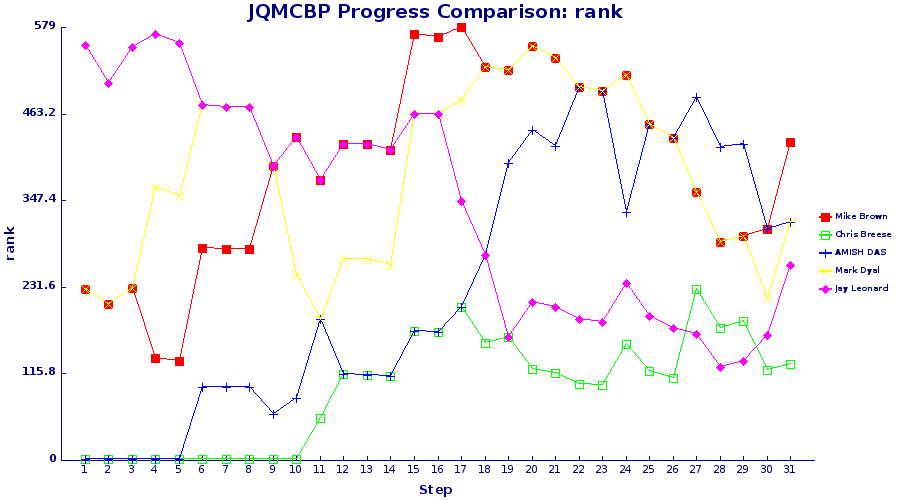 JQMCBP Progress Comparison: rank
579
463.2
347.4
231.6
115.8
0
rank
1 2 3 4 5 6 7 8 9 10 11 12 13 14 15 16 17 18 19 20 21 22 23 24 25 26 27 28 29 30 31
Step
Mike Brown
Chris Breese
AMISH DAS
Mark Dyal
Jay Leonard